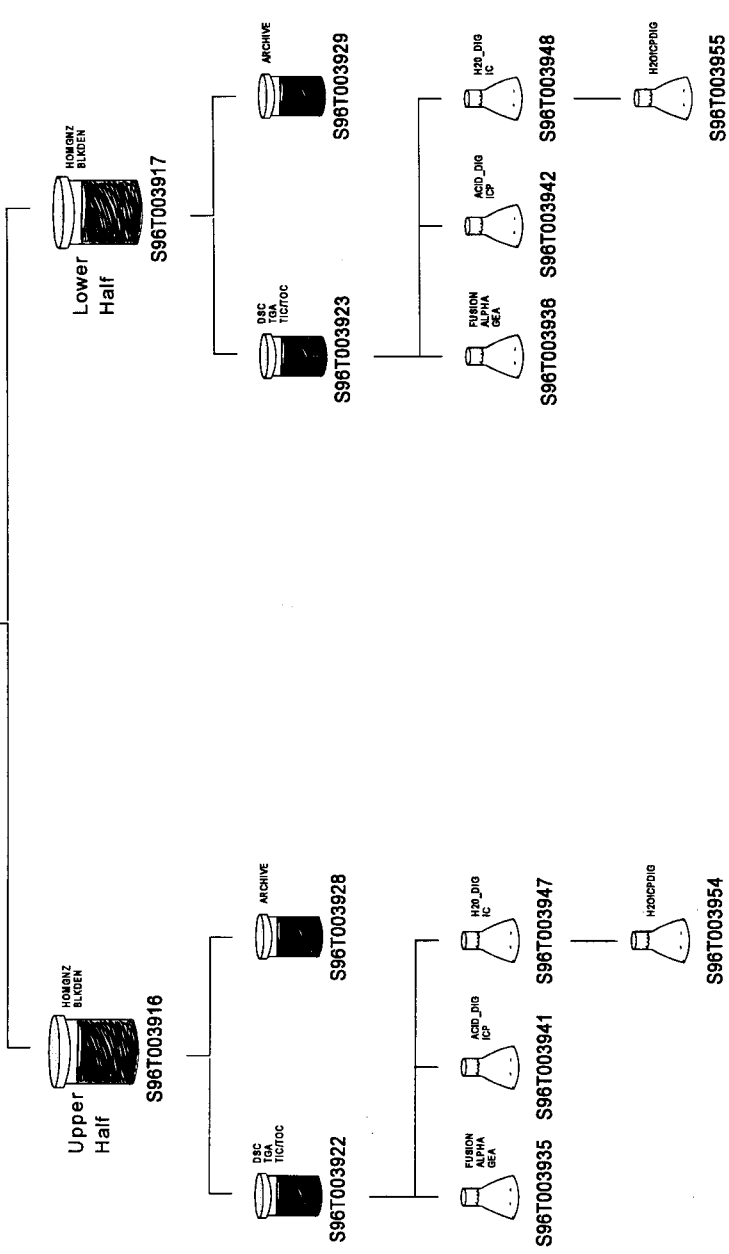 Upper
Half
HOMGNZ
BLKDEN
S96T003916
DSC
TGA
TIC/TOC
S96T003922
ARCHIVE
S96T003928
FUSION
ALPHA
GEA
S96T003935
ACID_DIG
ICP
S96T003941
H20_DIG
IC
S96T003947
H2OICPDIG
S96T003954
Lower
Half
HOMGNZ
BLKDEN
S96T003917
DSC
TGA
TIC/TOC
S96T003923
ARCHIVE
S96T003929
FUSION
ALPHA
GEA
S96T003936
ACID_DIG
ICP
S96T003942
H20_DIG
IC
S96T003948
H2OICPDIG
S96T003955